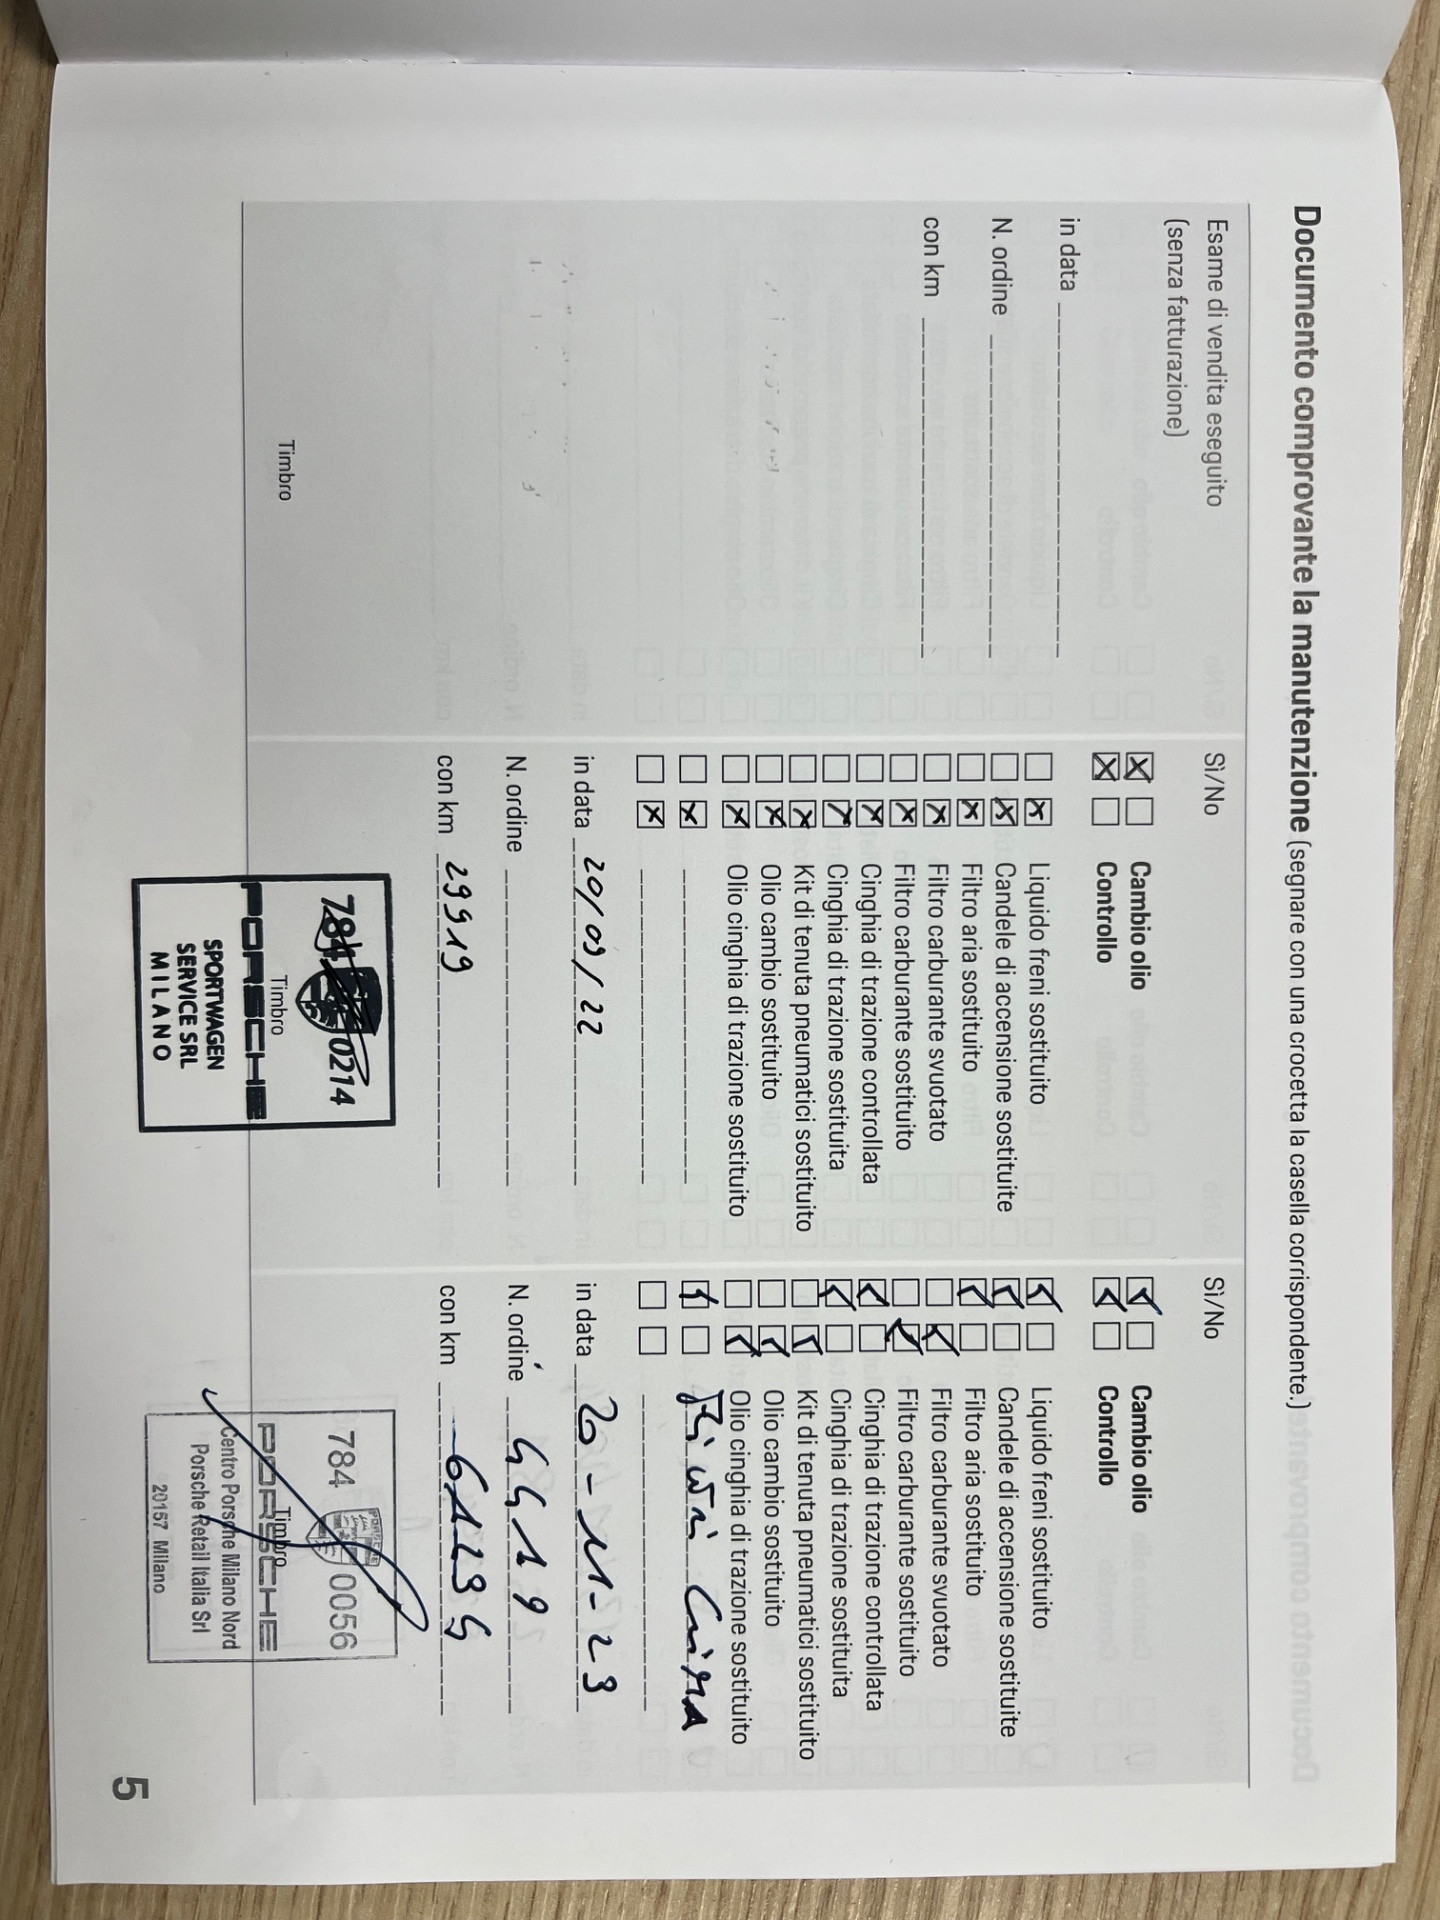 Documento comprovante la manutenzione (segnare con una crocetta la casella corrispondente.)
Esame di vendita eseguito
(senza fatturazione)
in data
N. ordine
con km
Timbro
Sì/No
Cambio olio
Controllo
Liquido freni sostituito
Candele di accensione sostituite
Filtro aria sostituito
Filtro carburante svuotato
Filtro carburante sostituito
Cinghia di trazione controllata
Cinghia di trazione sostituita
Kit di tenuta pneumatici sostituito
Olio cambio sostituito
Olio cinghia di trazione sostituito
in data 20/09/22
N. ordine
con km 29919
784 0214
Timbro
PORSCHE
SPORTWAGEN
SERVICE SRL
MILANO
Sì/No
Cambio olio
Controllo
Liquido freni sostituito
Candele di accensione sostituite
Filtro aria sostituito
Filtro carburante svuotato
Filtro carburante sostituito
Cinghia di trazione controllata
Cinghia di trazione sostituita
Kit di tenuta pneumatici sostituito
Olio cambio sostituito
Olio cinghia di trazione sostituito
in data 20-11-23
N. ordine
con km
784 0056
Timbro
PORSCHE
Centro Porsche Milano Nord
Porsche Retail Italia Srl
20157 Milano
5